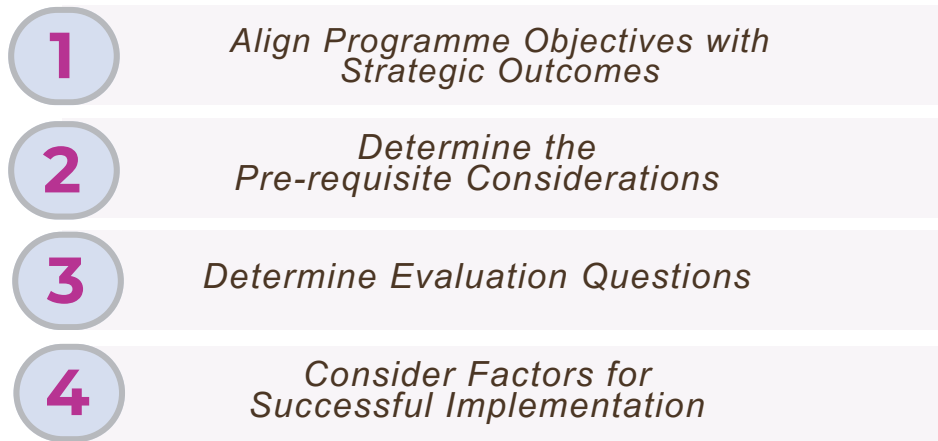 1
Align Programme Objectives with
Strategic Outcomes
2
Determine the
Pre-requisite Considerations
3
Determine Evaluation Questions
4
Consider Factors for
Successful Implementation